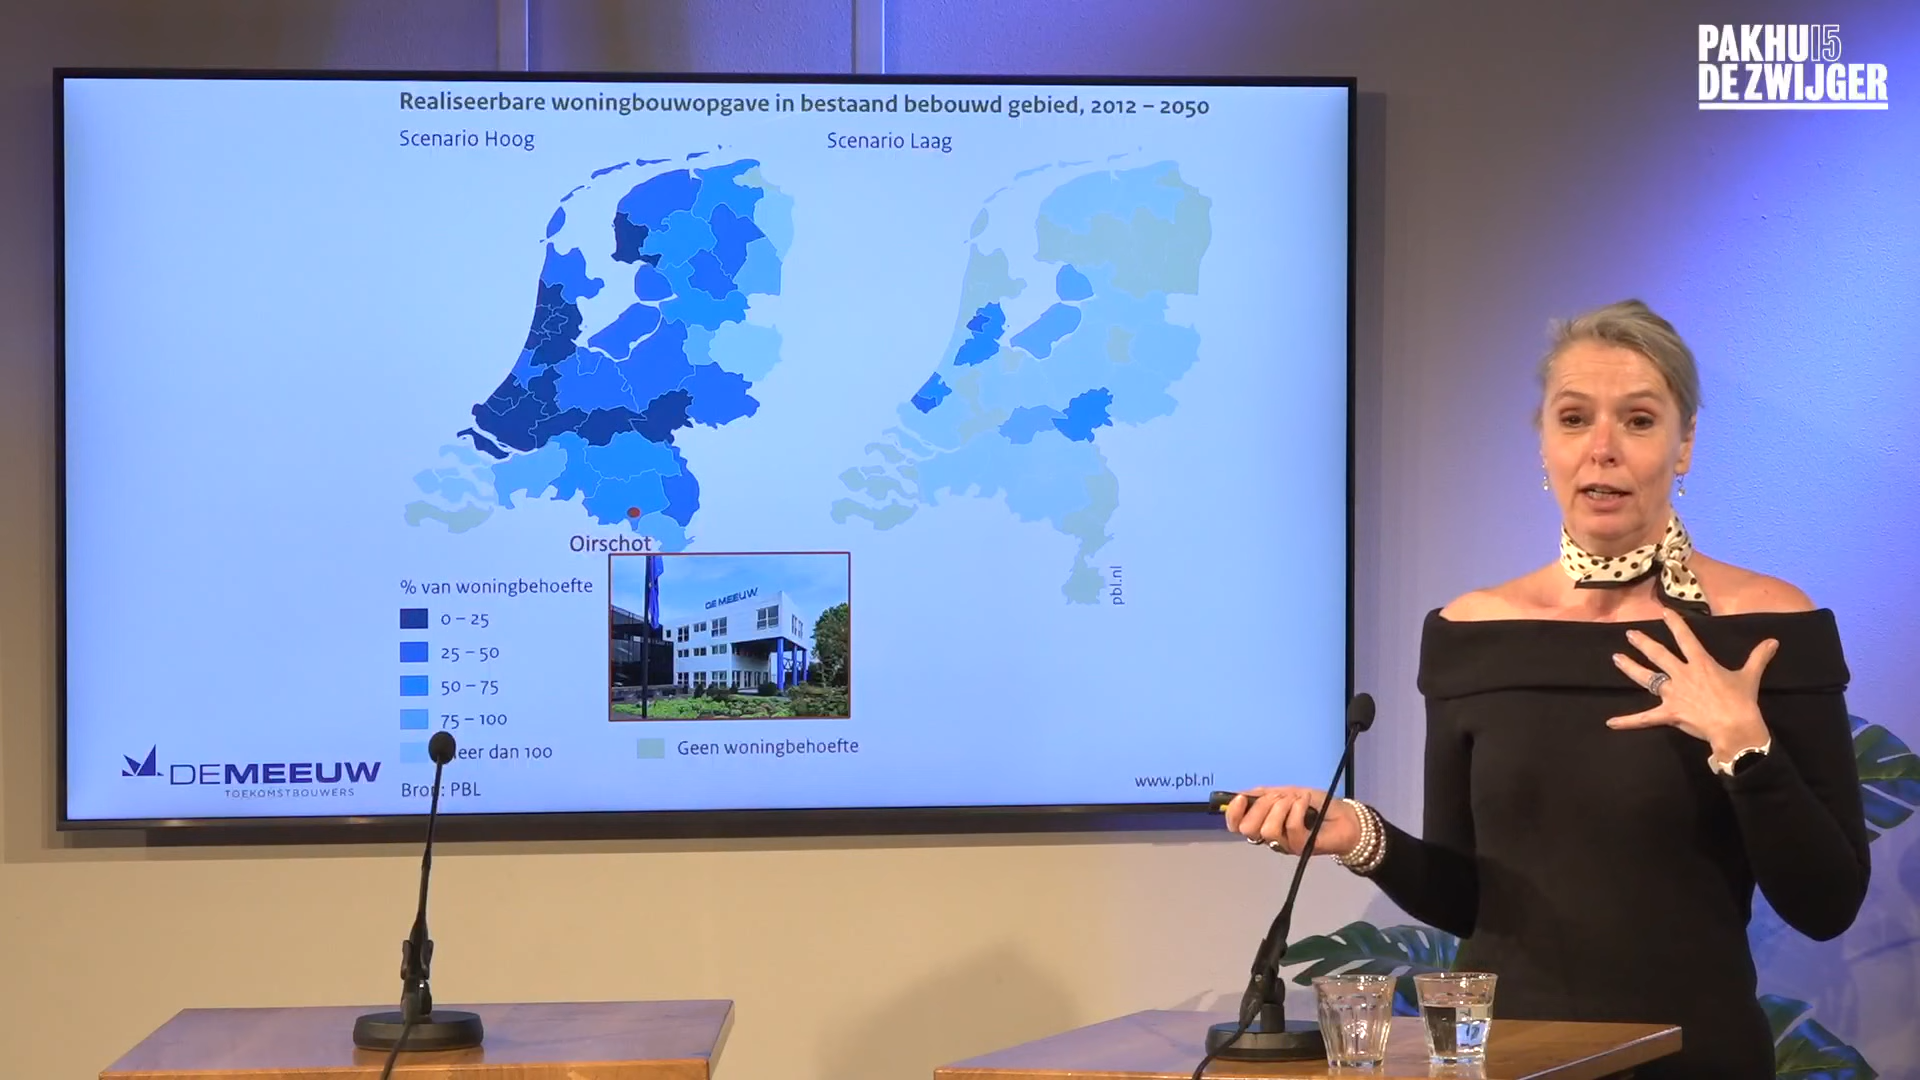 PAKHUIS
DE ZWIJGER
Realiseerbare woningbouwopgave in bestaand bebouwd gebied, 2012 – 2050
Scenario Hoog
Scenario Laag
Oirschot
DE MEEUW
pbl.nl
% van woningbehoefte
0 – 25
25 – 50
50 – 75
75 – 100
eer dan 100
Geen woningbehoefte
DEMEEUW
TOEKOMSTBOUWERS
Bron: PBL
www.pbl.nl